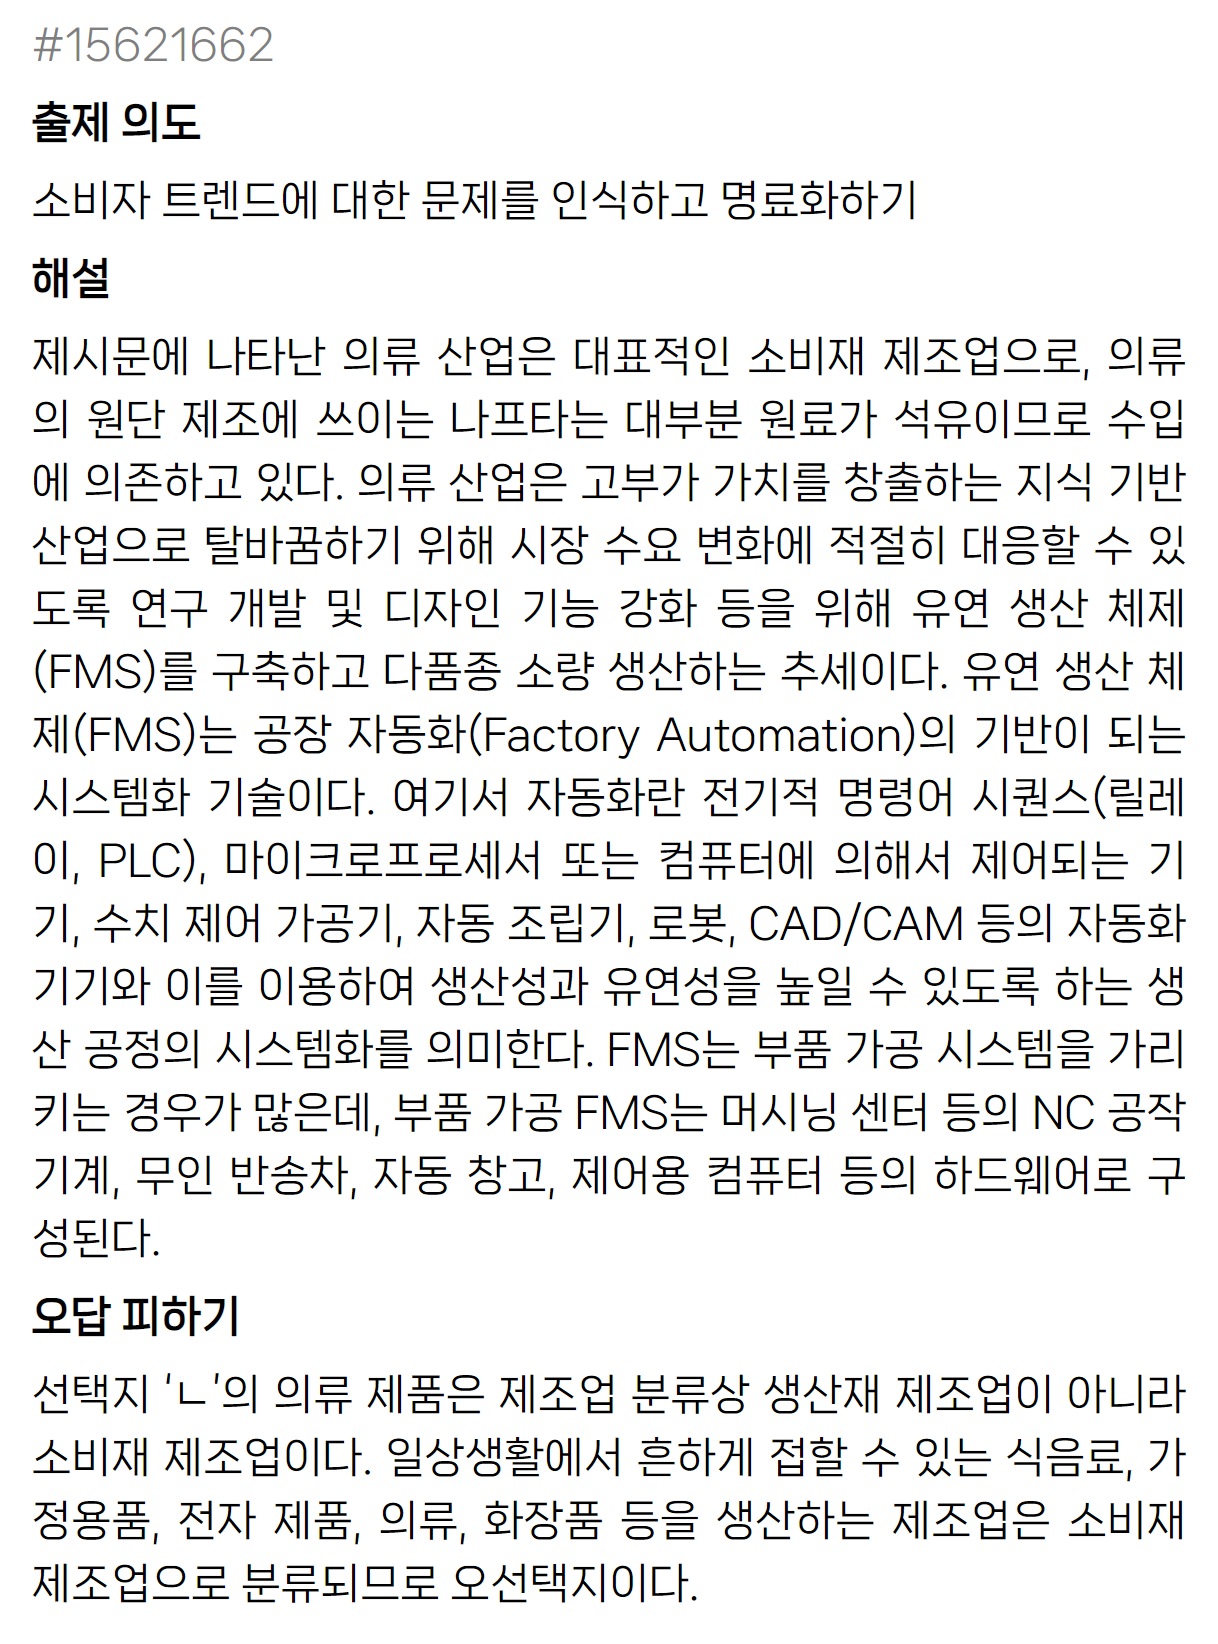 #15621662
출제 의도
소비자 트렌드에 대한 문제를 인식하고 명료화하기
해설
제시문에 나타난 의류 산업은 대표적인 소비재 제조업으로, 의류
의 원단 제조에 쓰이는 나프타는 대부분 원료가 석유이므로 수입
에 의존하고 있다. 의류 산업은 고부가 가치를 창출하는 지식 기반
산업으로 탈바꿈하기 위해 시장 수요 변화에 적절히 대응할 수 있
도록 연구 개발 및 디자인 기능 강화 등을 위해 유연 생산 체제
(FMS)를 구축하고 다품종 소량 생산하는 추세이다. 유연 생산 체
제(FMS)는 공장 자동화(Factory Automation)의 기반이 되는
시스템화 기술이다. 여기서 자동화란 전기적 명령어 시퀀스(릴레
이, PLC), 마이크로프로세서 또는 컴퓨터에 의해서 제어되는 기
기, 수치 제어 가공기, 자동 조립기, 로봇, CAD/CAM 등의 자동화
기기와 이를 이용하여 생산성과 유연성을 높일 수 있도록 하는 생
산 공정의 시스템화를 의미한다. FMS는 부품 가공 시스템을 가리
키는 경우가 많은데, 부품 가공 FMS는 머시닝 센터 등의 NC 공작
기계, 무인 반송차, 자동 창고, 제어용 컴퓨터 등의 하드웨어로 구
성된다.
오답 피하기
선택지 'ㄴ'의 의류 제품은 제조업 분류상 생산재 제조업이 아니라
소비재 제조업이다. 일상생활에서 흔하게 접할 수 있는 식음료, 가
정용품, 전자 제품, 의류, 화장품 등을 생산하는 제조업은 소비재
제조업으로 분류되므로 오선택지이다.